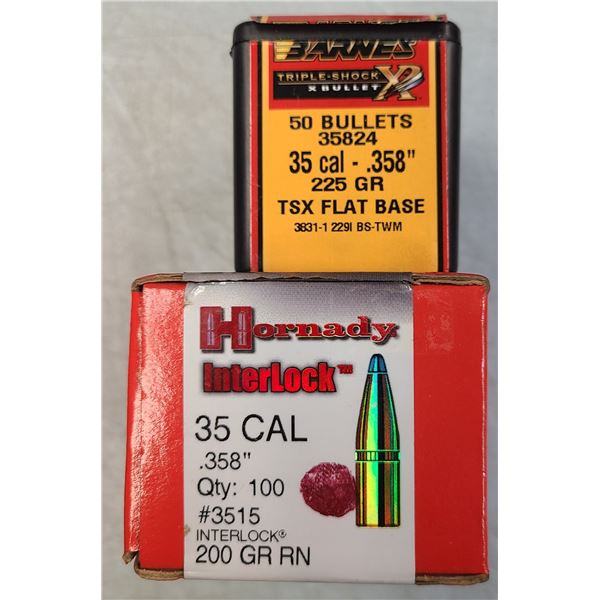 BARNES
TRIPLE-SHOCK
X BULLET X
50 BULLETS
35824
35 cal - .358"
225 GR
TSX FLAT BASE
3831-1 229I BS-TWM
Hornady
InterLock™
35 CAL
.358"
Qty: 100
#3515
INTERLOCK®
200 GR RN